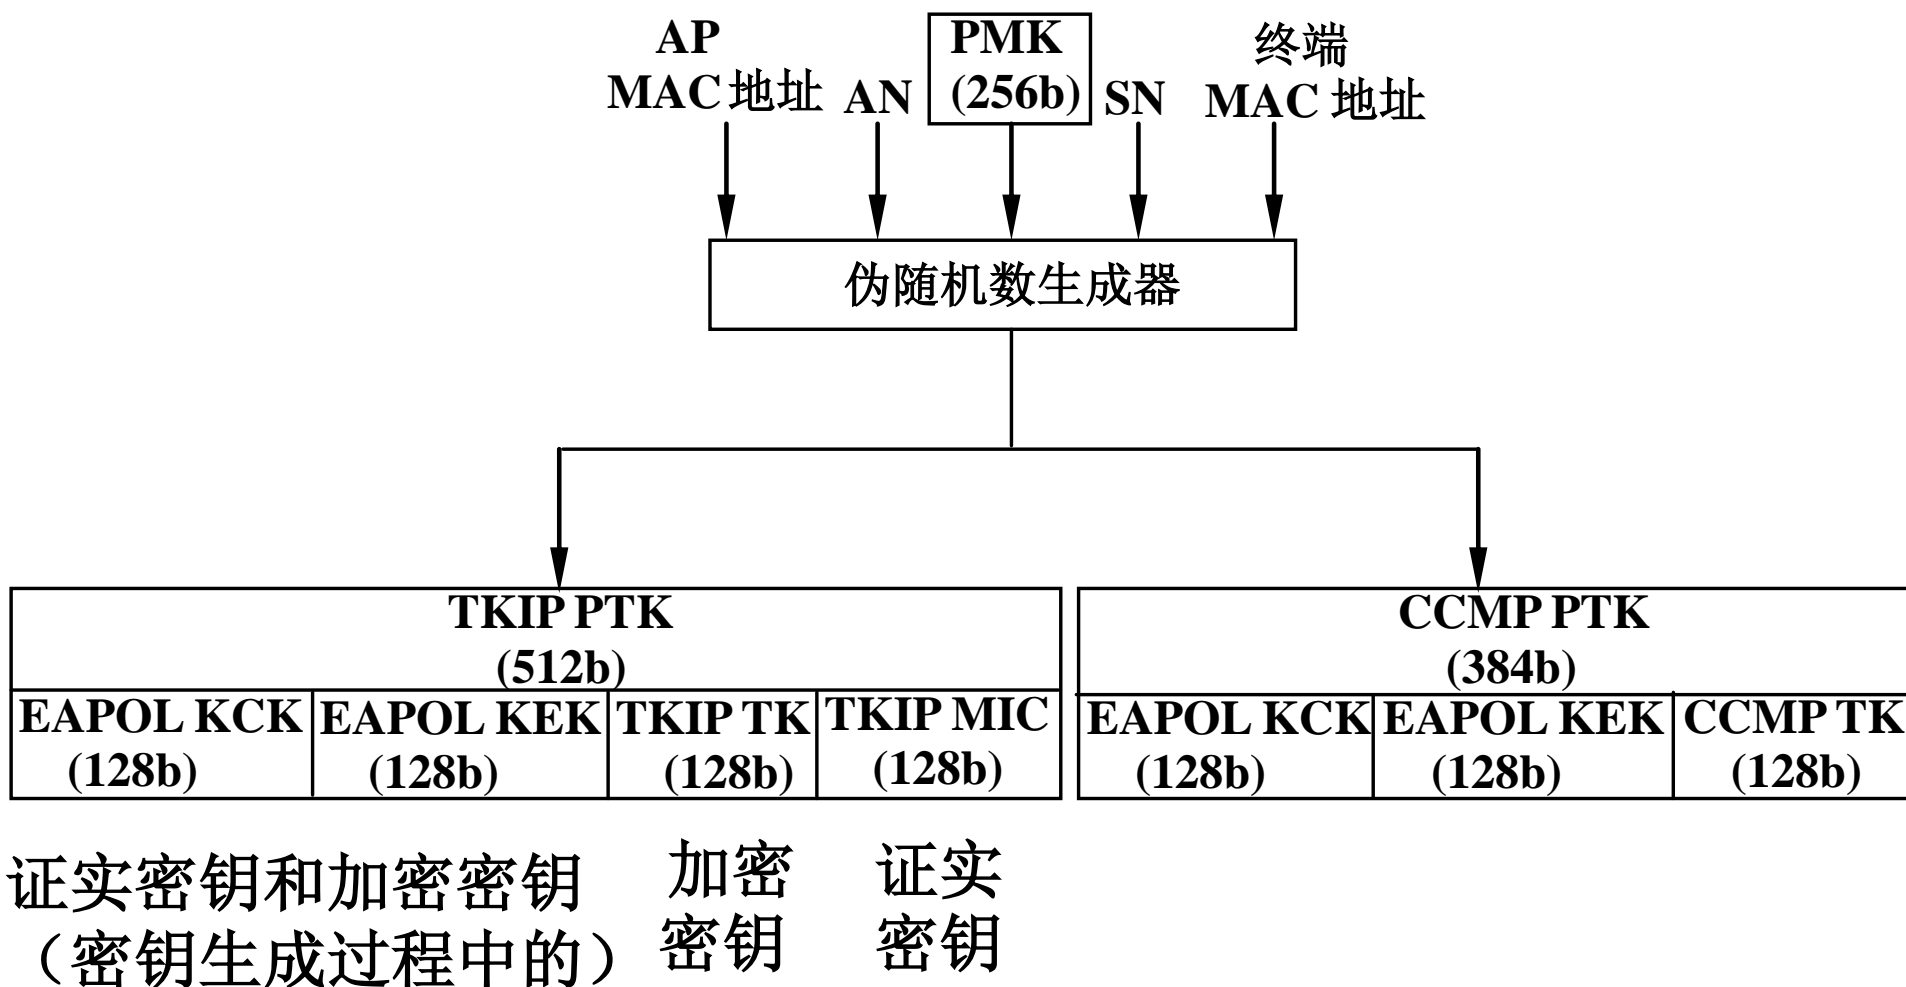 AP
MAC 地址
AN
PMK
(256b)
SN
终端
MAC 地址
伪随机数生成器
TKIP PTK
(512b)
EAPOL KCK
(128b)
EAPOL KEK
(128b)
TKIP TK
(128b)
TKIP MIC
(128b)
CCMP PTK
(384b)
EAPOL KCK
(128b)
EAPOL KEK
(128b)
CCMP TK
(128b)
证实密钥和加密密钥
（密钥生成过程中的）
加密
密钥
证实
密钥